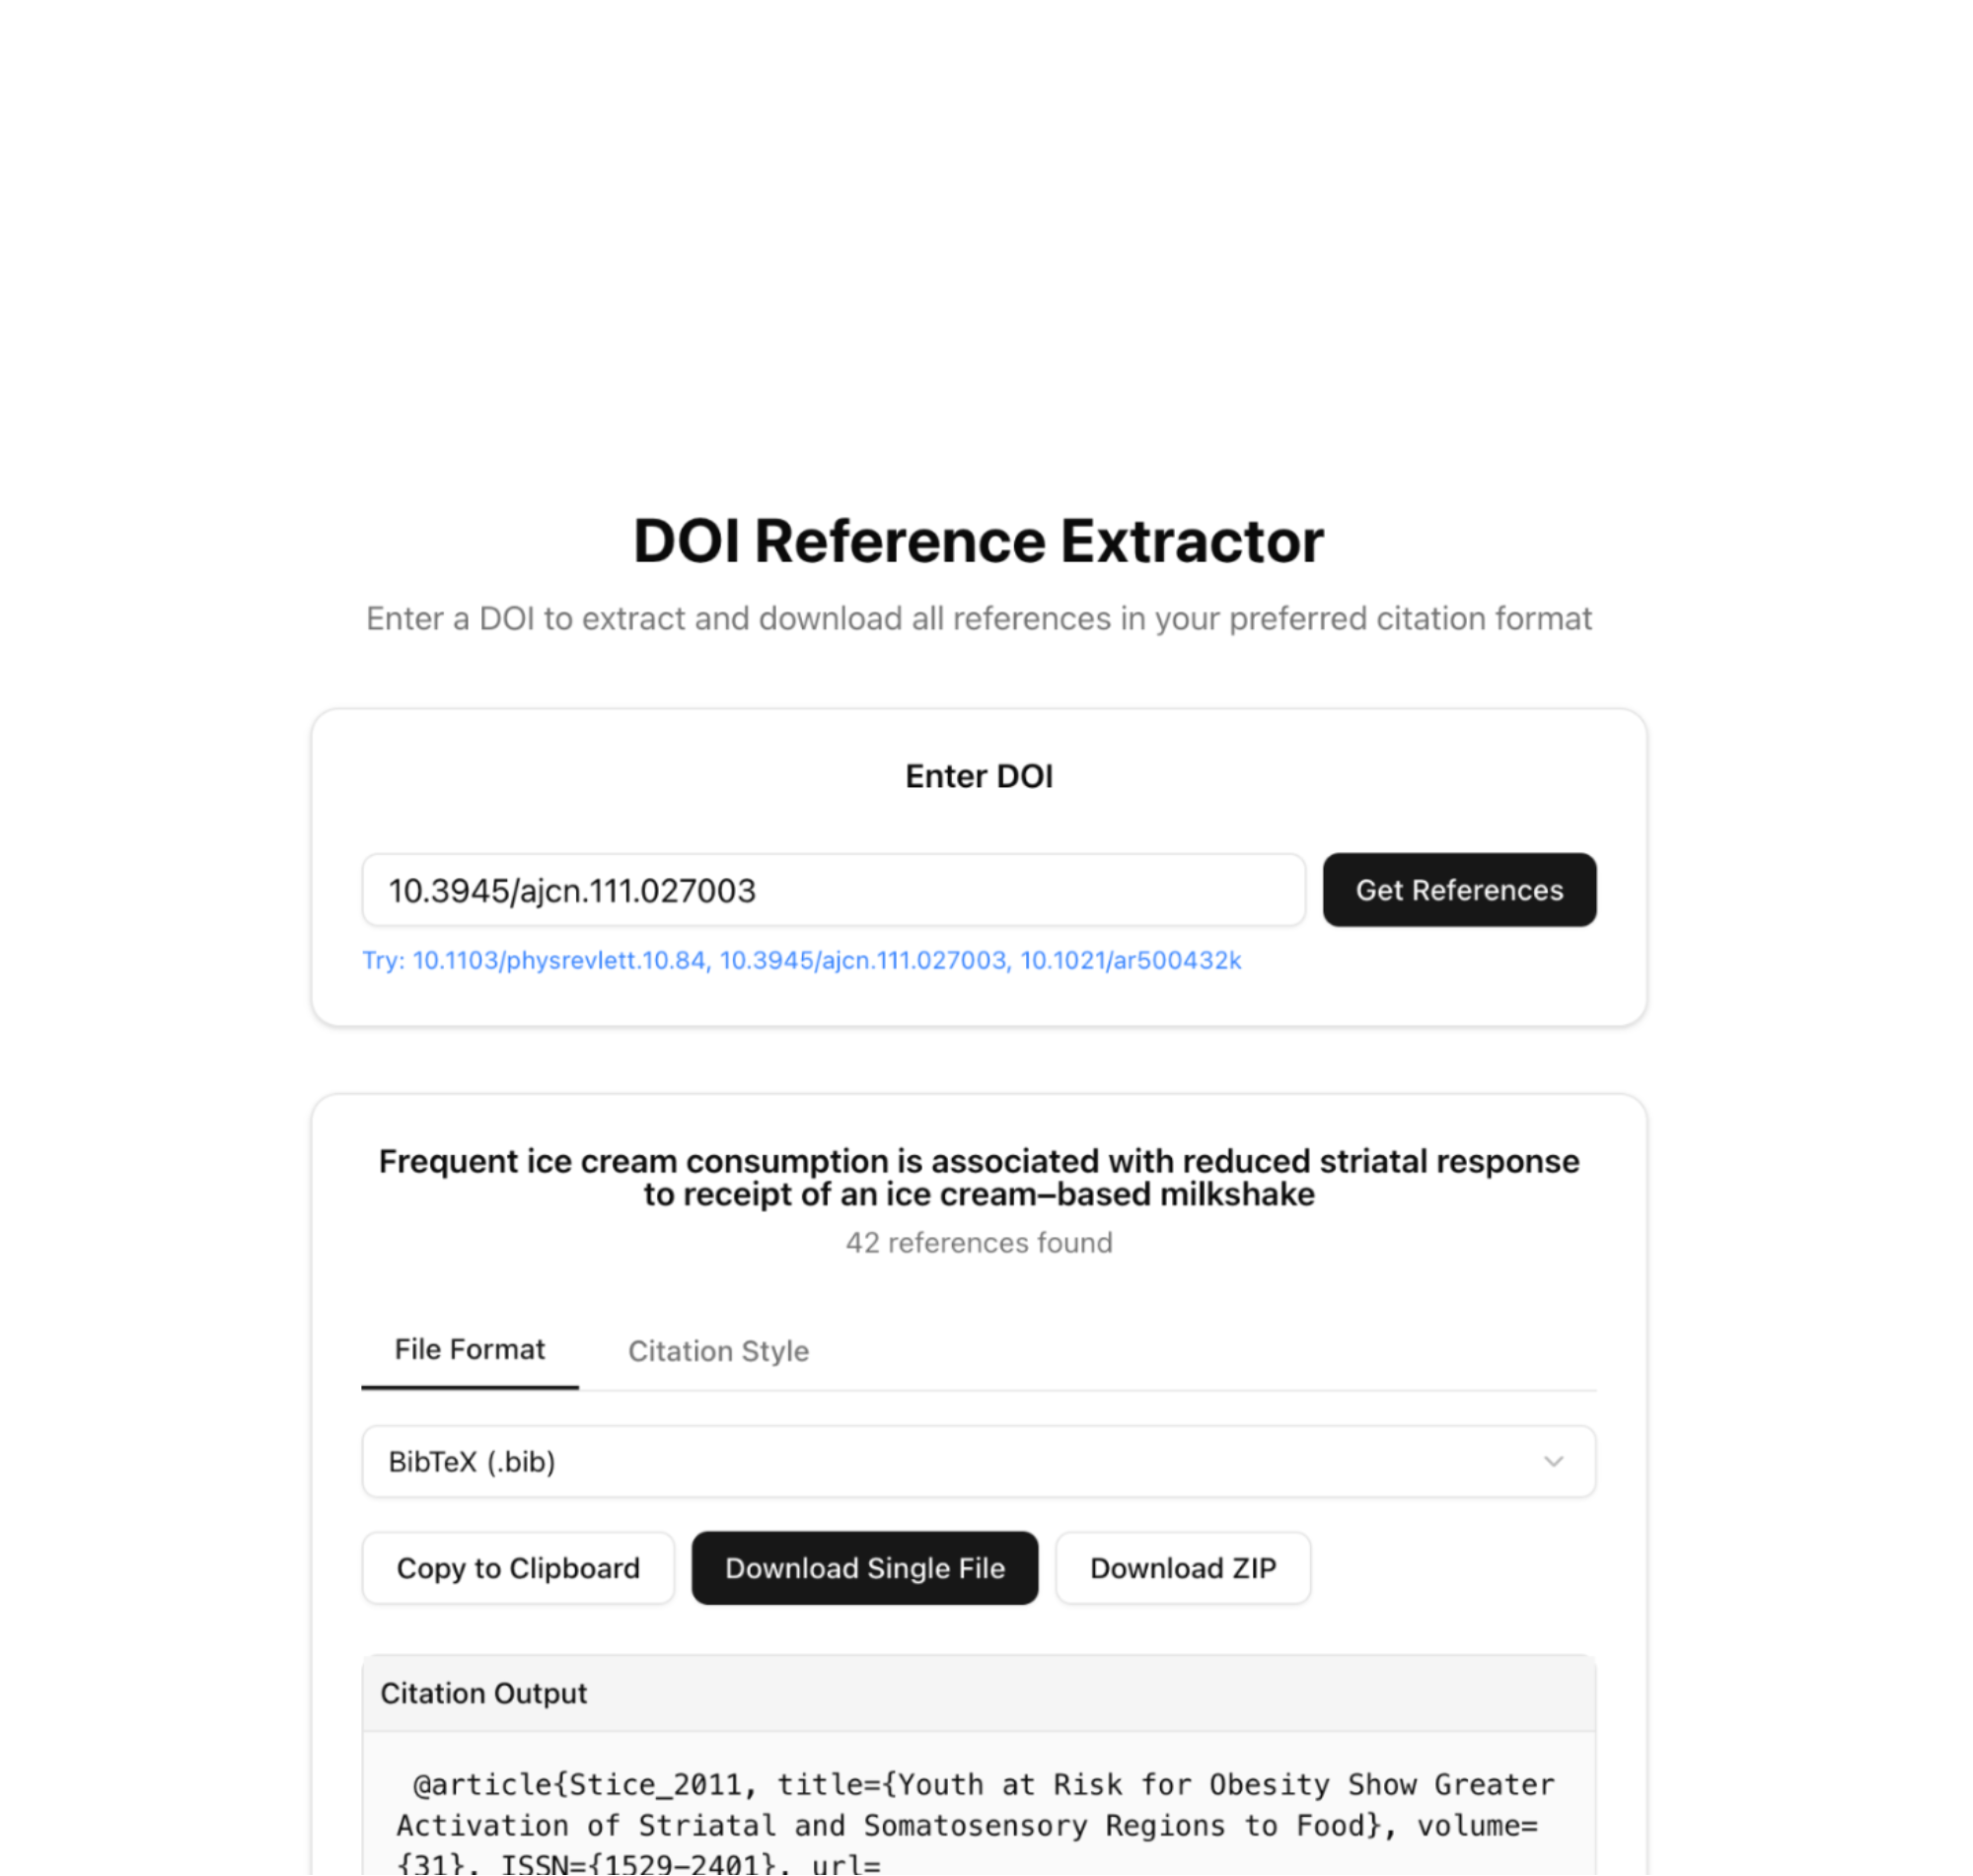 DOI Reference Extractor
Enter a DOI to extract and download all references in your preferred citation format
Enter DOI
10.3945/ajcn.111.027003
Get References
Try: 10.1103/physrevlett.10.84, 10.3945/ajcn.111.027003, 10.1021/ar500432k
Frequent ice cream consumption is associated with reduced striatal response
to receipt of an ice cream–based milkshake
42 references found
File Format
Citation Style
BibTeX (.bib)
Copy to Clipboard
Download Single File
Download ZIP
Citation Output
@article{Stice_2011, title={Youth at Risk for Obesity Show Greater
Activation of Striatal and Somatosensory Regions to Food}, volume=
{31}, ISSN={1529–2401}, url=